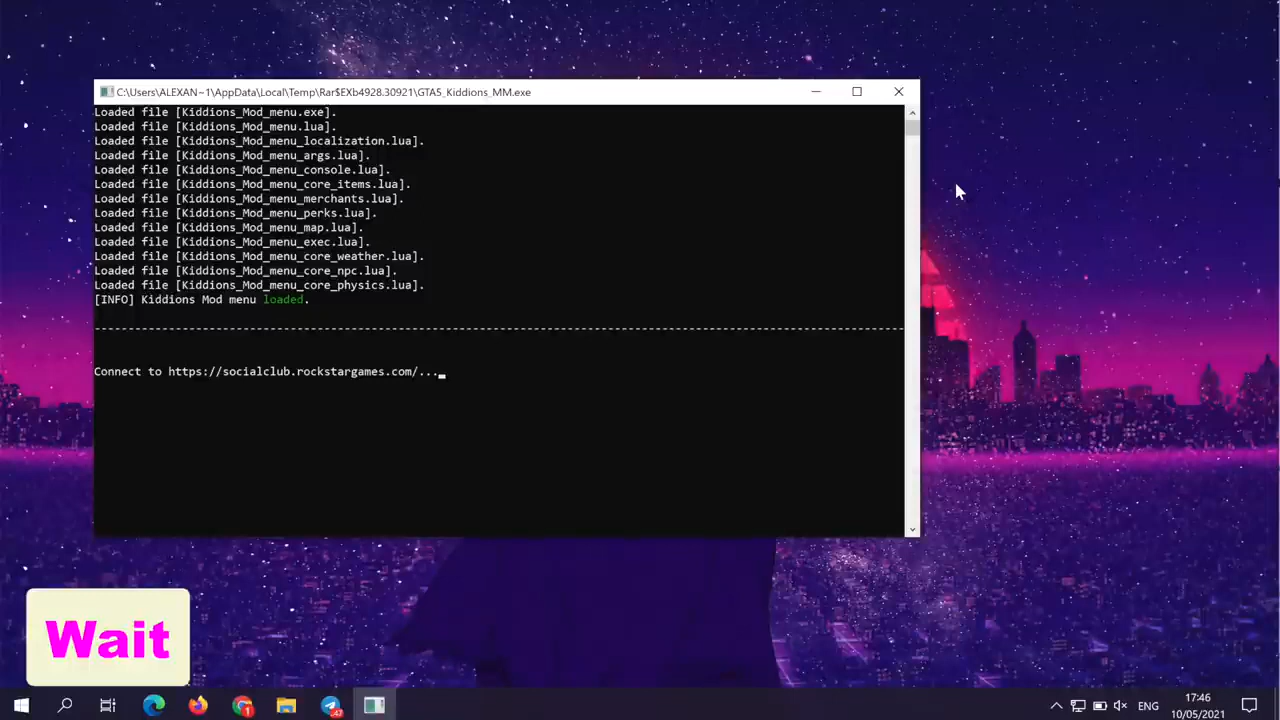 C:\Users\ALEXAN~1\AppData\Local\Temp\Rar$EXb4928.30921\GTA5_Kiddions_MM.exe
Loaded file [Kiddions_Mod_menu.exe].
Loaded file [Kiddions_Mod_menu.lua].
Loaded file [Kiddions_Mod_menu_localization.lua].
Loaded file [Kiddions_Mod_menu_args.lua].
Loaded file [Kiddions_Mod_menu_console.lua].
Loaded file [Kiddions_Mod_menu_core_items.lua].
Loaded file [Kiddions_Mod_menu_merchants.lua].
Loaded file [Kiddions_Mod_menu_perks.lua].
Loaded file [Kiddions_Mod_menu_map.lua].
Loaded file [Kiddions_Mod_menu_exec.lua].
Loaded file [Kiddions_Mod_menu_core_weather.lua].
Loaded file [Kiddions_Mod_menu_core_npc.lua].
Loaded file [Kiddions_Mod_menu_core_physics.lua].
[INFO] Kiddions Mod menu loaded.
Connect to https://socialclub.rockstargames.com/..._
Wait
1
47
ENG
17:46
10/05/2021